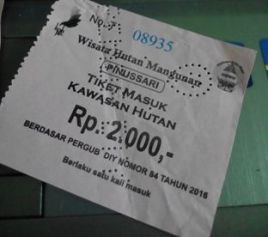 No.
08935
Wisata Hutan Mangunan
PINUSSARI
TIKET MASUK
KAWASAN HUTAN
Rp. 2.000,-
BERDASAR PERGUB DIY NOMOR 84 TAHUN 2016
Berlaku satu kali masuk